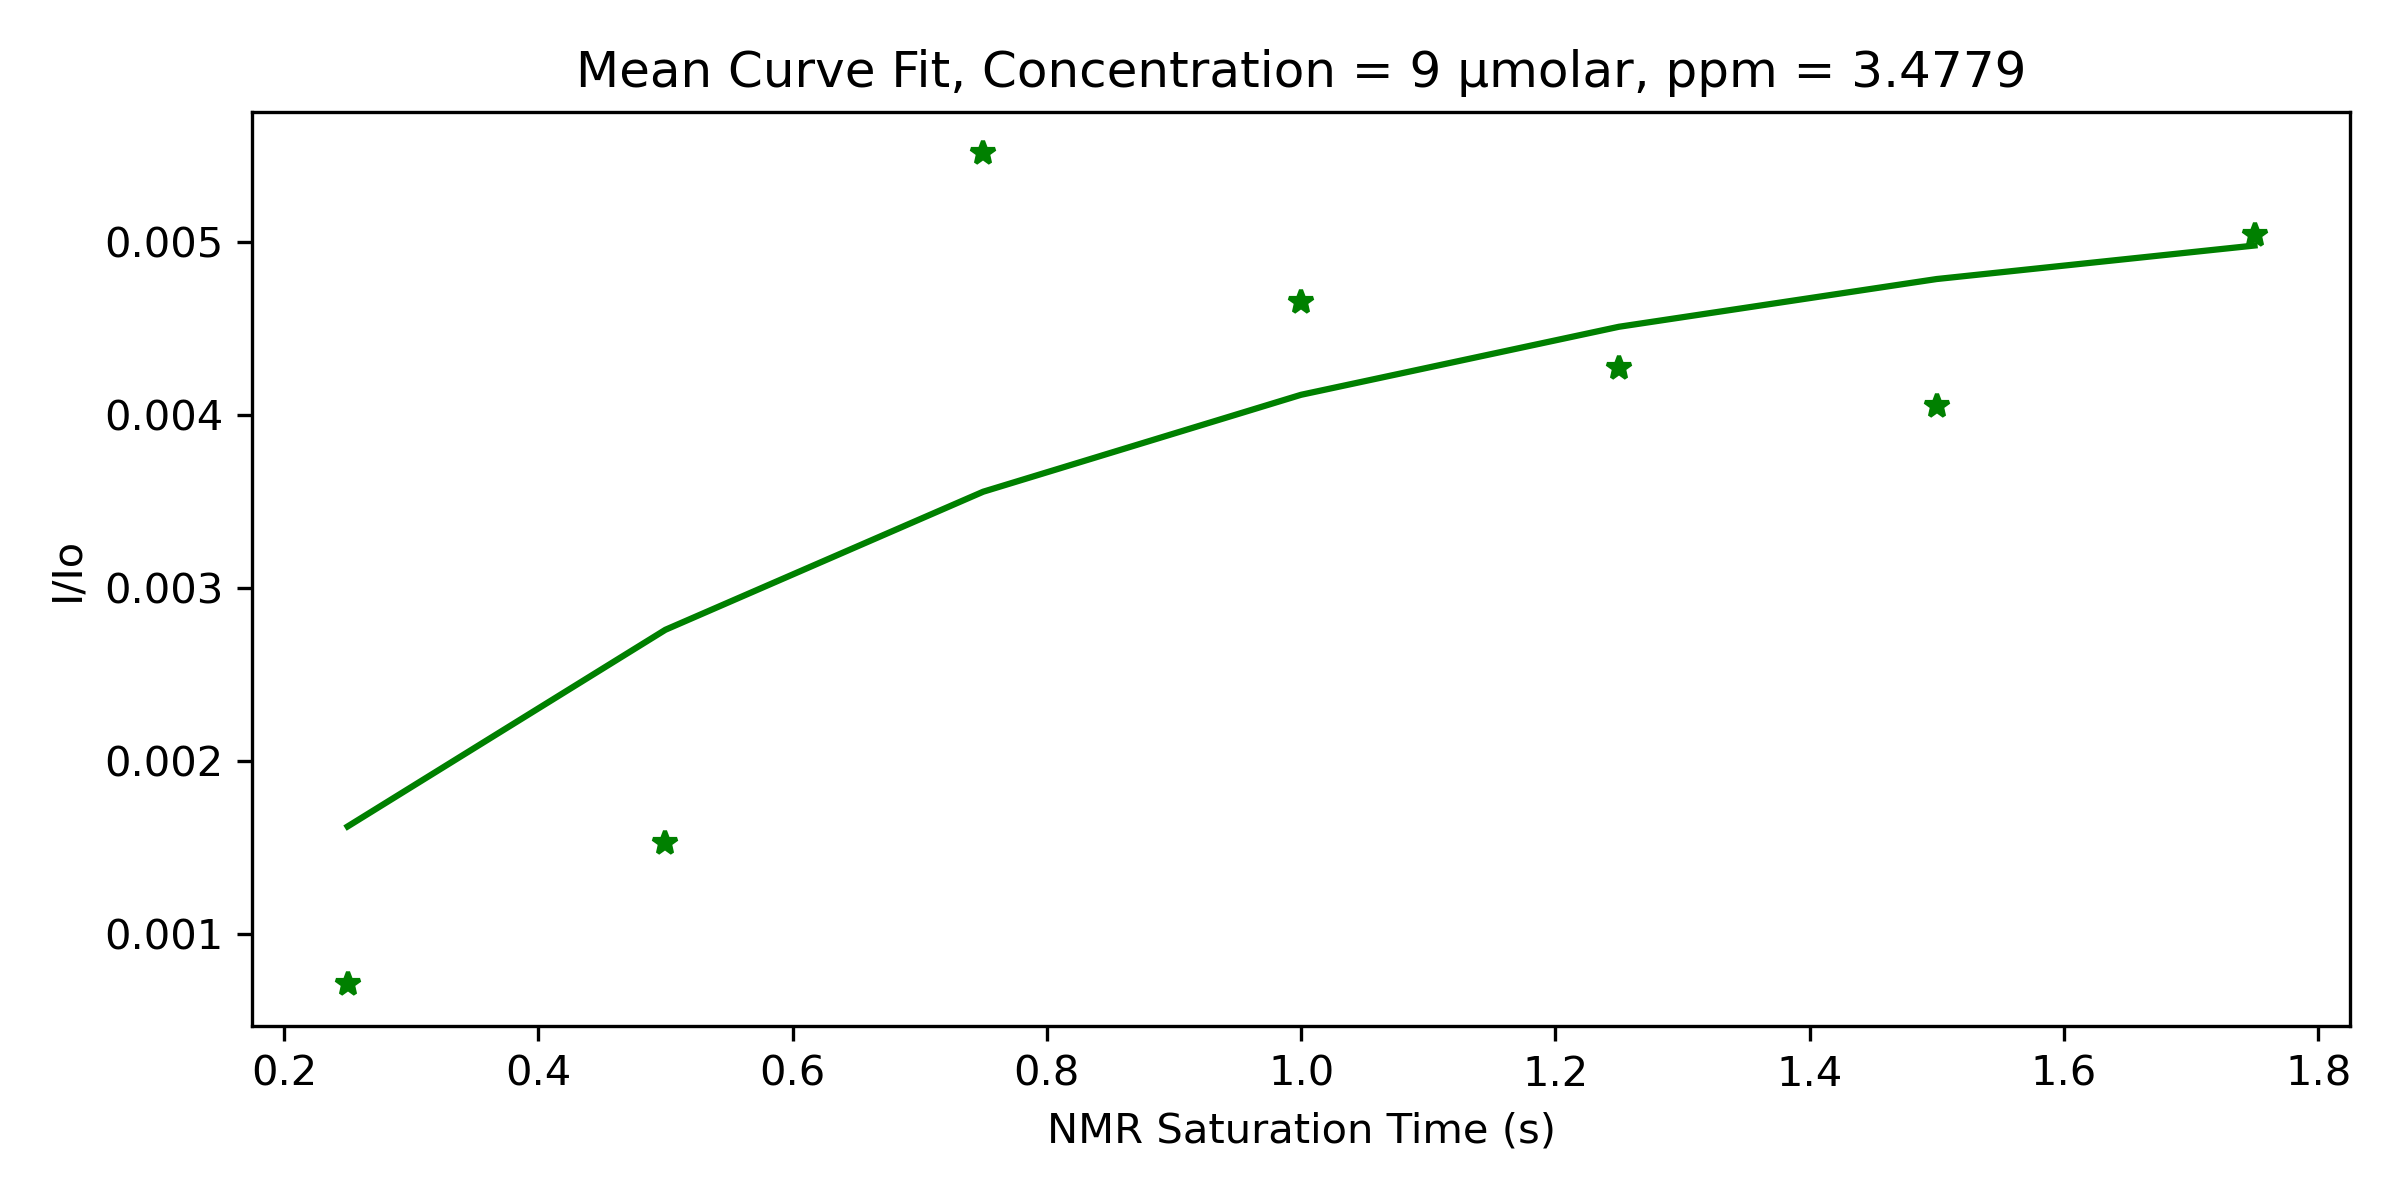 Mean Curve Fit, Concentration = 9 µmolar, ppm = 3.4779
I/Io
0.005
0.004
0.003
0.002
0.001
0.2 0.4 0.6 0.8 1.0 1.2 1.4 1.6 1.8
NMR Saturation Time (s)